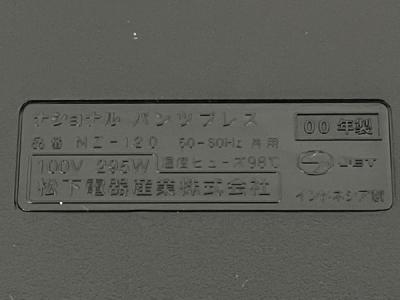 ナショナル パンツプレス
00年製
品番 MZ-120 50-60Hz 共用
100V 295W 温度ヒューズ98℃
JET
松下電器産業株式会社
インドネシア製